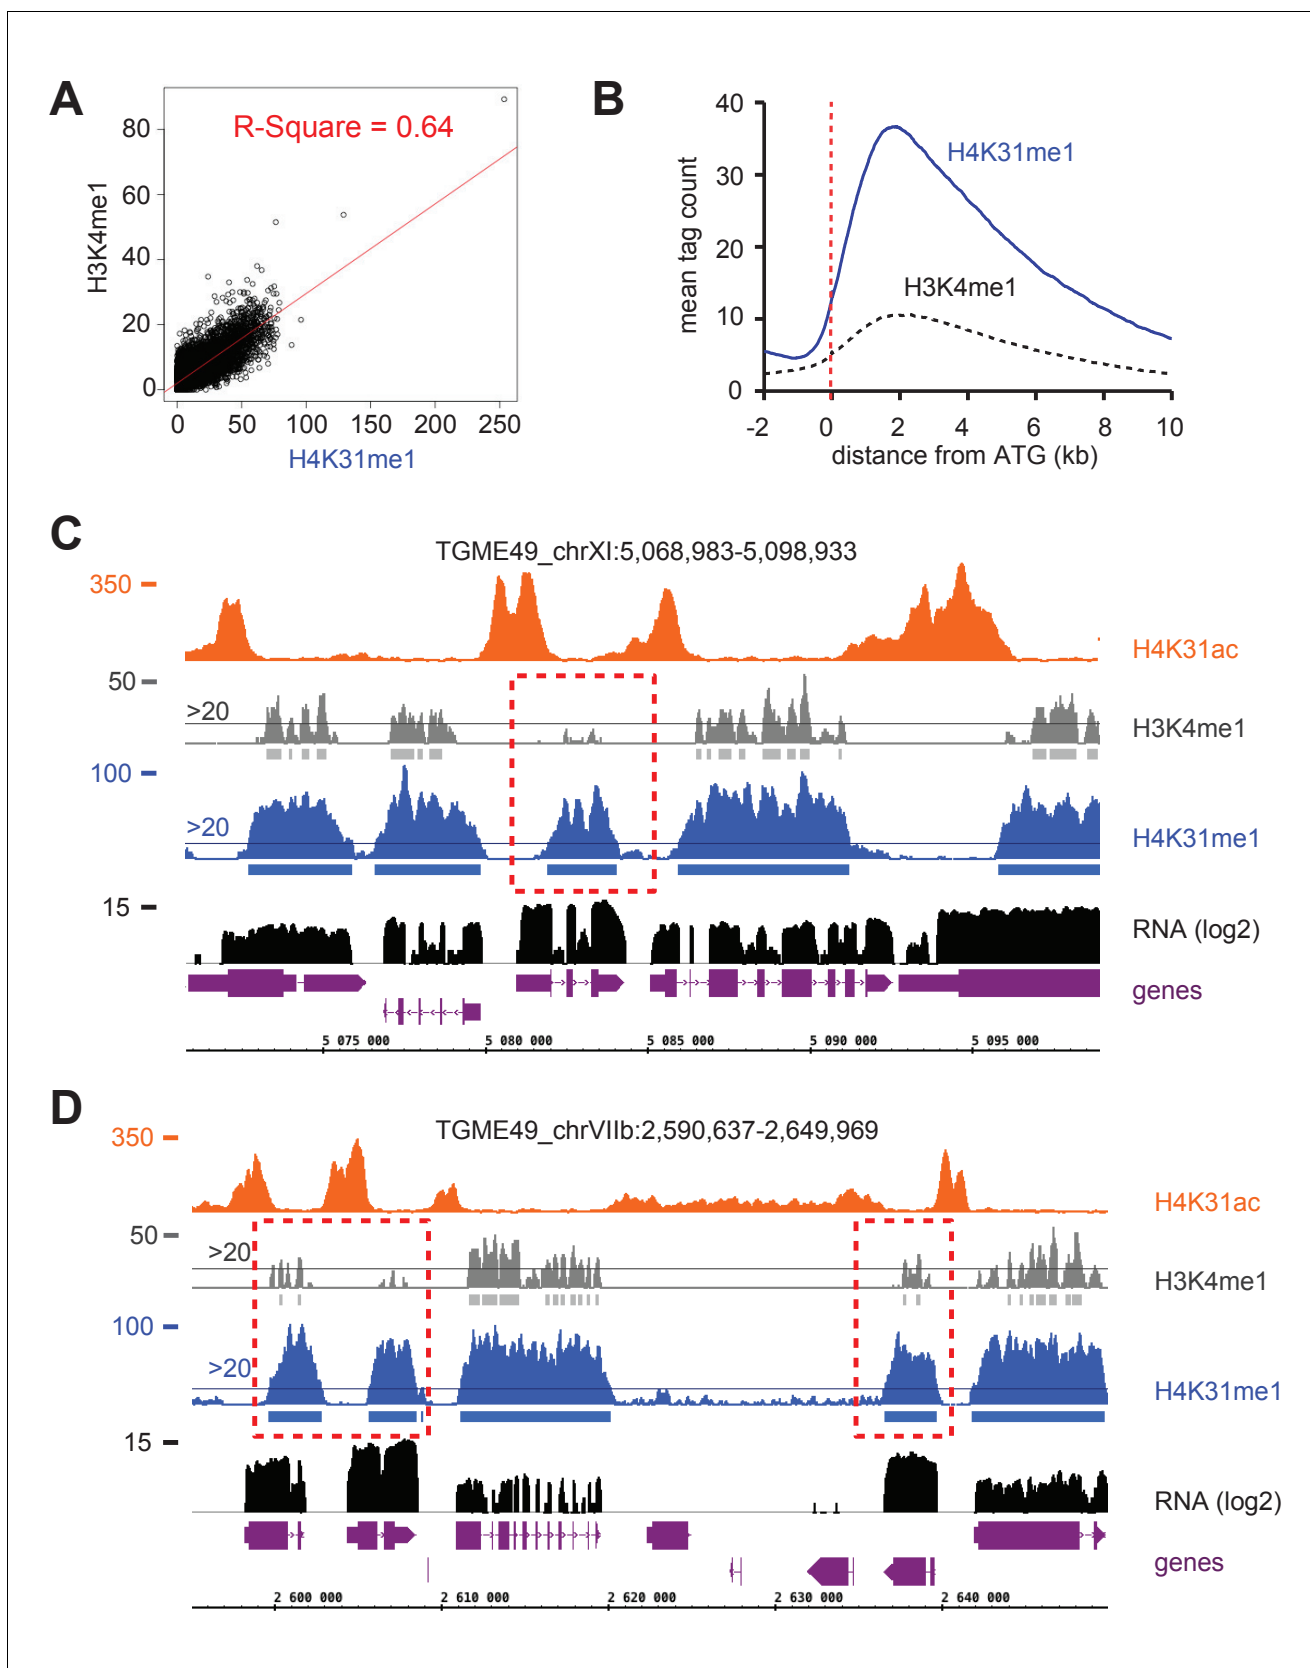 A
R-Square = 0.64
H3K4me1
80
60
40
20
0
0 50 100 150 200 250
H4K31me1
B
mean tag count
40
30
20
10
0
H4K31me1
H3K4me1
-2 0 2 4 6 8 10
distance from ATG (kb)
C
TGME49_chrXI:5,068,983-5,098,933
350
H4K31ac
50
>20
H3K4me1
100
>20
H4K31me1
15
RNA (log2)
genes
5 075 000 5 080 000 5 085 000 5 090 000 5 095 000
D
TGME49_chrVIIb:2,590,637-2,649,969
350
H4K31ac
50
>20
H3K4me1
100
>20
H4K31me1
15
RNA (log2)
genes
2 600 000 2 610 000 2 620 000 2 630 000 2 640 000